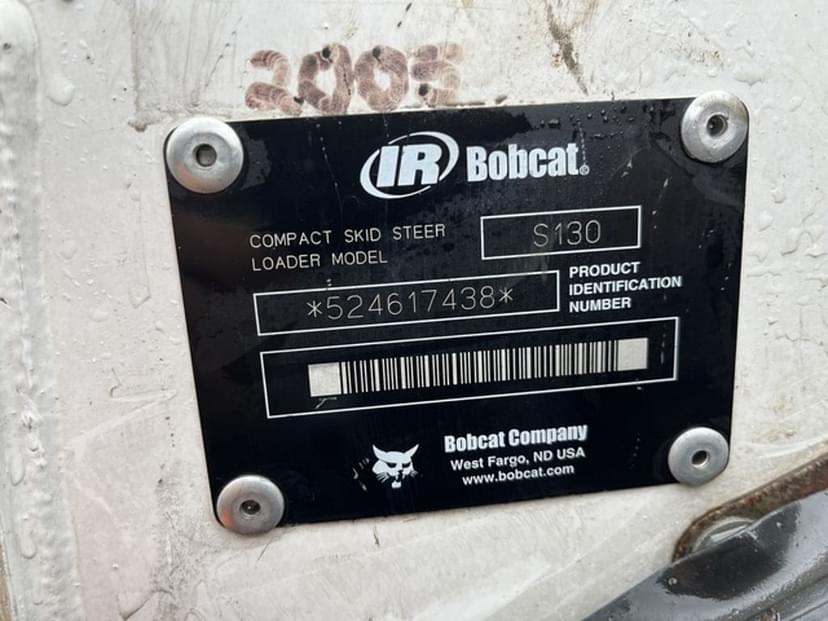 2005
IR Bobcat®
COMPACT SKID STEER
LOADER MODEL
S130
*524617438*
PRODUCT
IDENTIFICATION
NUMBER
Bobcat Company
West Fargo, ND USA
www.bobcat.com